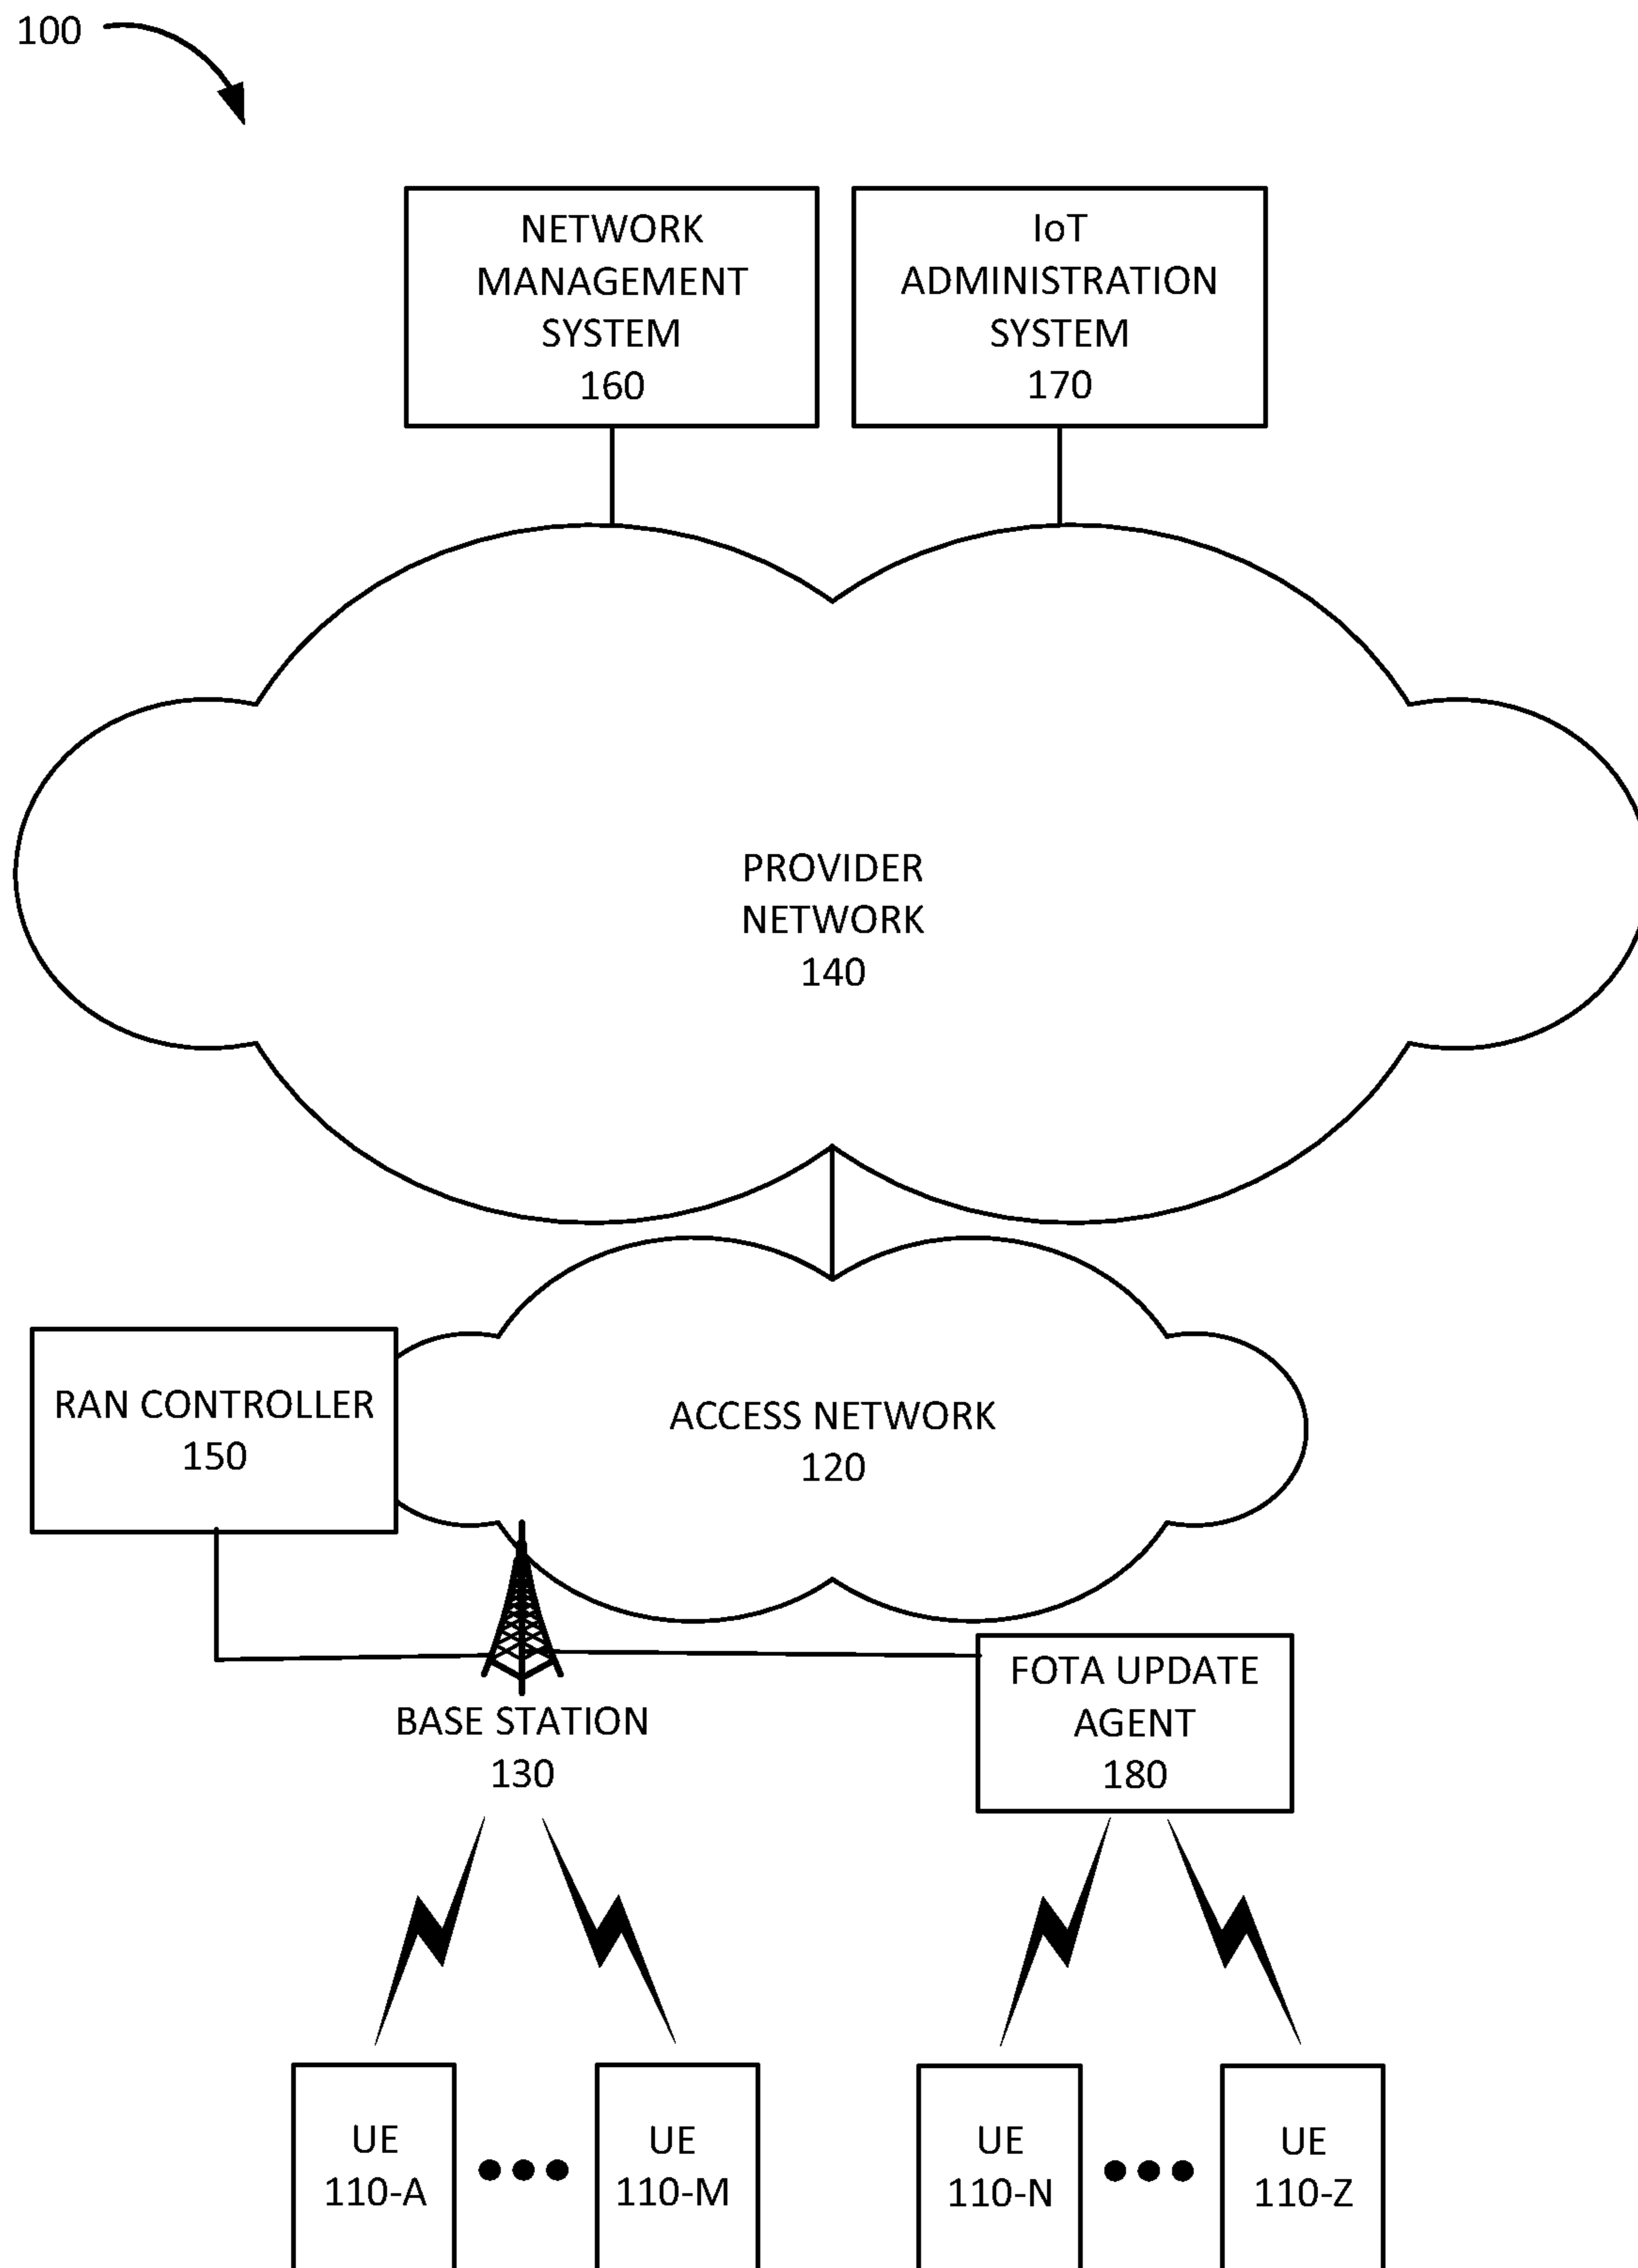 100
NETWORK
MANAGEMENT
SYSTEM
160
IoT
ADMINISTRATION
SYSTEM
170
PROVIDER
NETWORK
140
RAN CONTROLLER
150
ACCESS NETWORK
120
BASE STATION
130
FOTA UPDATE
AGENT
180
UE
110-A
UE
110-M
UE
110-N
UE
110-Z